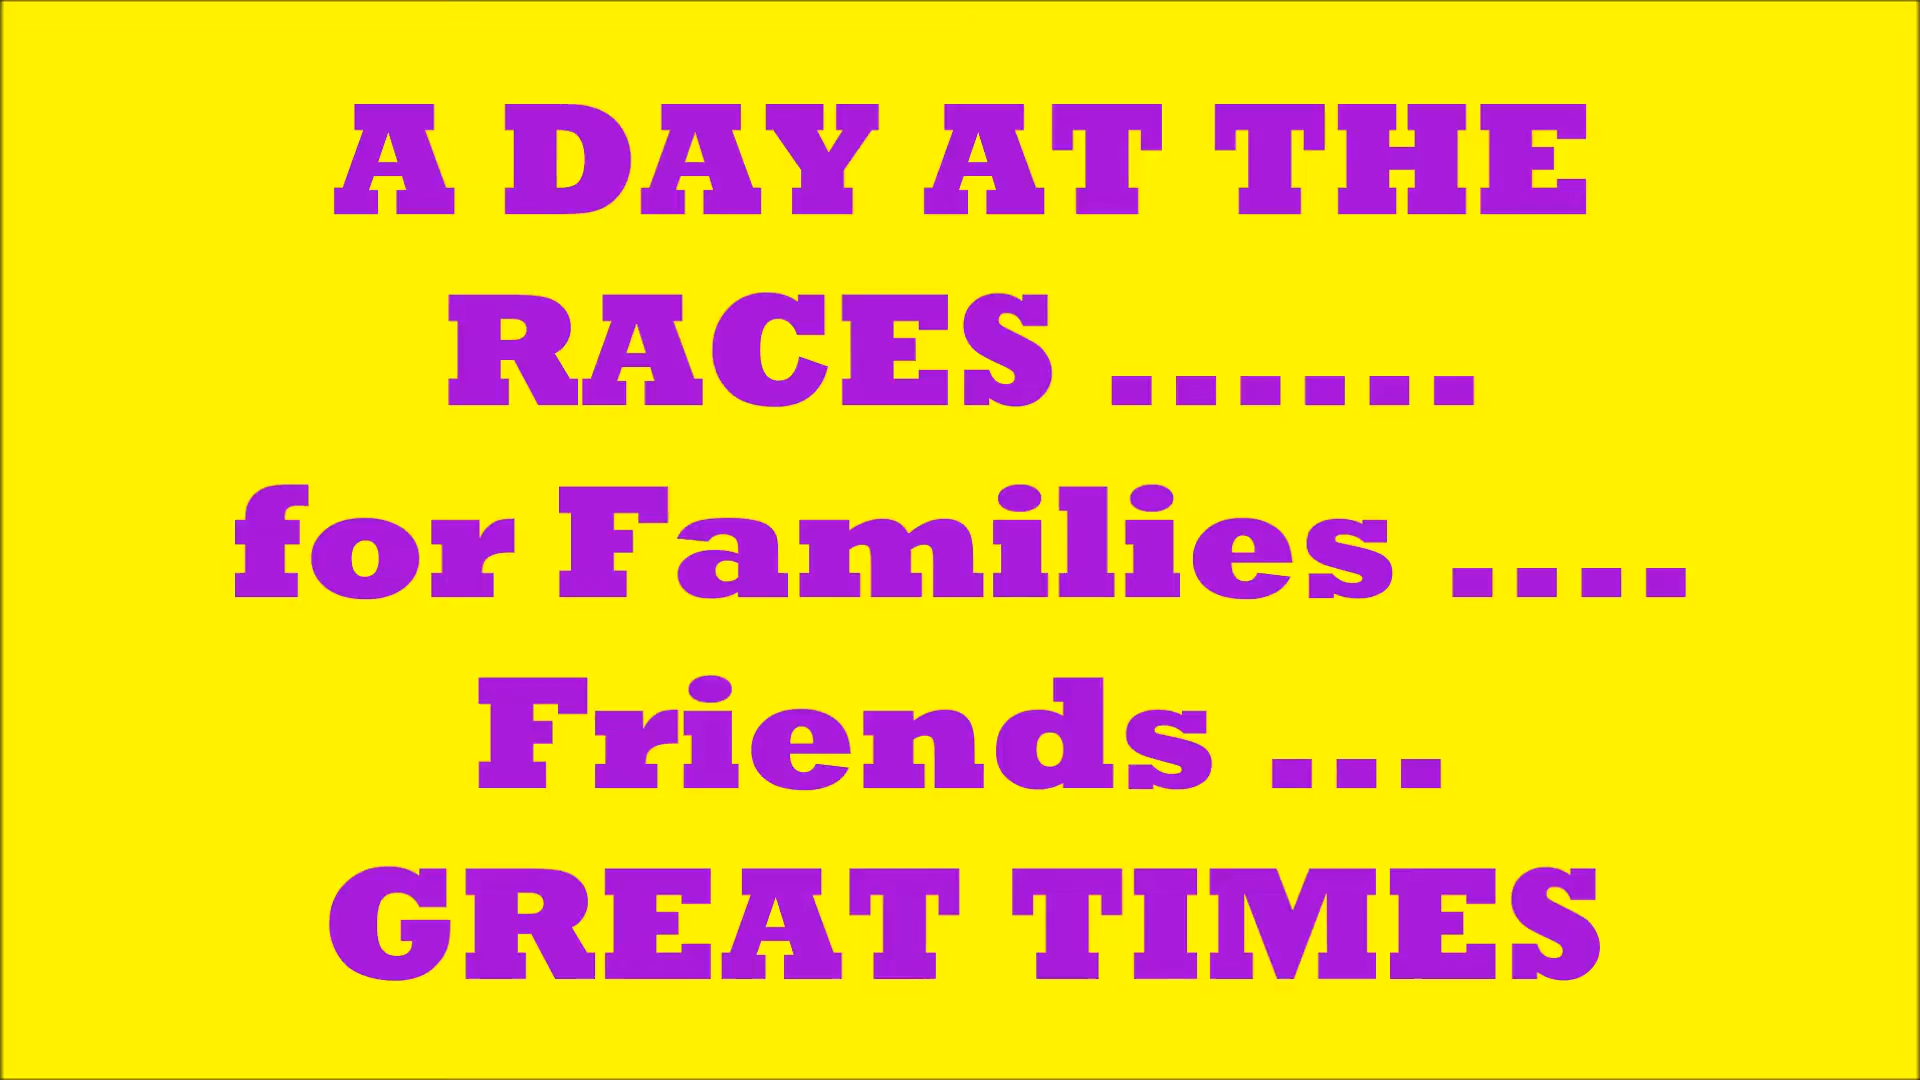 A DAY AT THE
RACES ......
for Families ....
Friends ...
GREAT TIMES